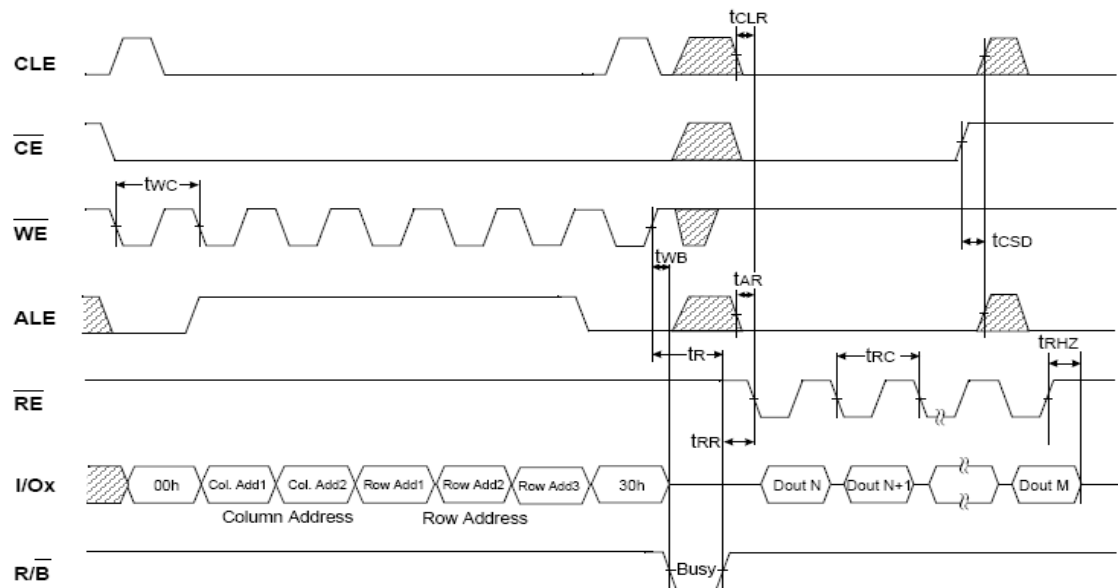 tCLR
CLE
CE
tWC
WE
tCSD
tWB
tAR
ALE
tR
tRC
tRHZ
RE
tRR
I/Ox
00h
Col. Add1
Col. Add2
Row Add1
Row Add2
Row Add3
30h
Dout N
Dout N+1
Dout M
Column Address
Row Address
R/B
Busy